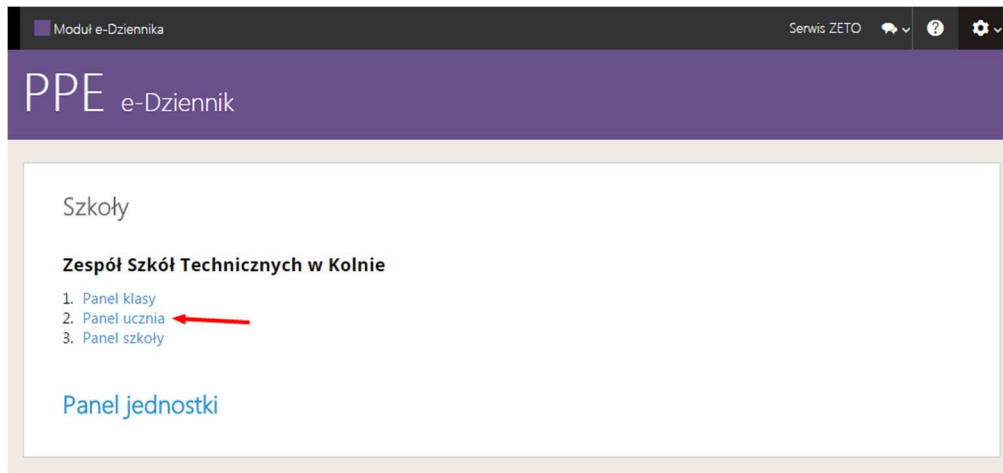 Moduł e-Dziennika
Serwis ZETO
PPE e-Dziennik
Szkoły
Zespół Szkół Technicznych w Kolnie
1. Panel klasy
2. Panel ucznia
3. Panel szkoły
Panel jednostki